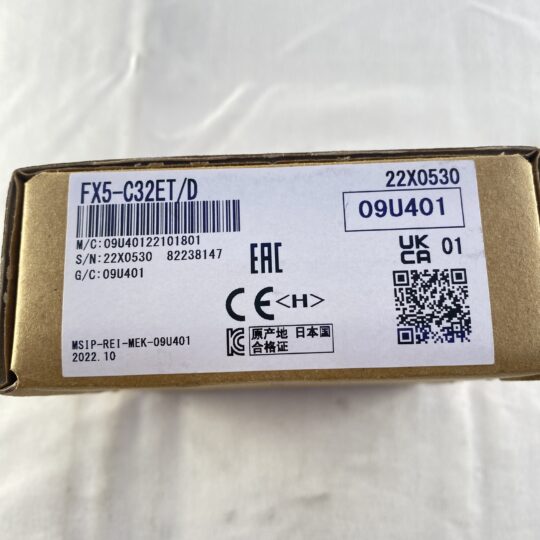 FX5-C32ET/D
22X0530
09U401
M/C:09U40122101801
S/N:22X0530 82238147
G/C:09U401
EAC
UK
CA
01
CE <H>
原产地 日本国
合格证
MSIP-REI-MEK-09U401
2022.10